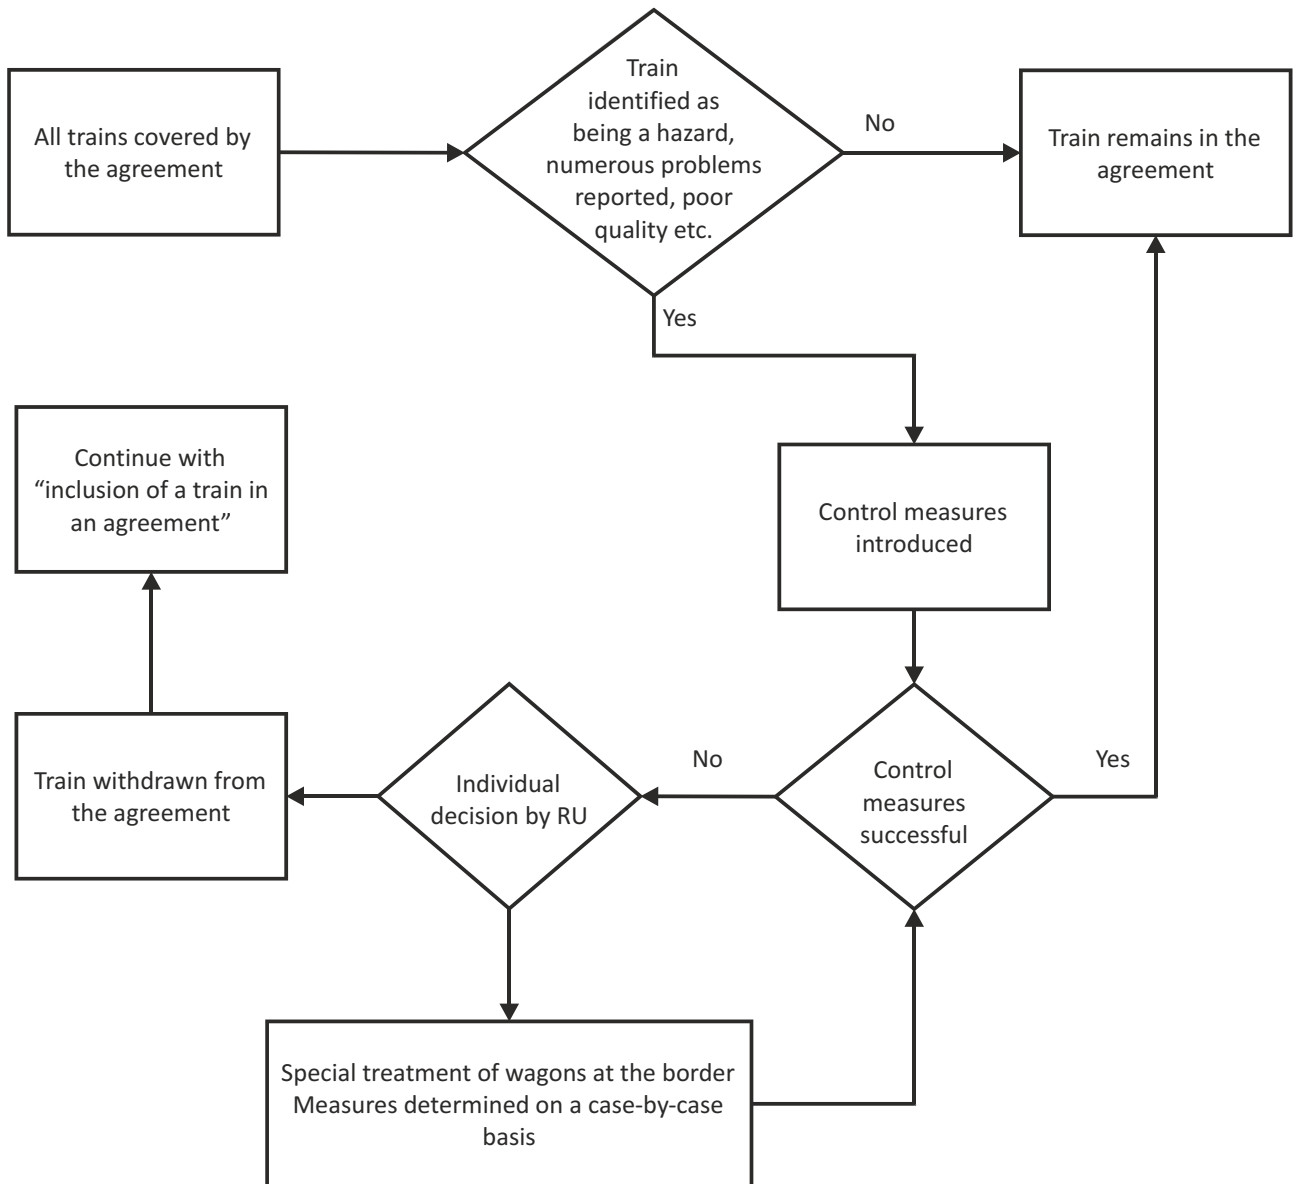 All trains covered by
the agreement
Train
identified as
being a hazard,
numerous problems
reported, poor
quality etc.
No
Train remains in the
agreement
Yes
Continue with
“inclusion of a train in
an agreement”
Control measures
introduced
Train withdrawn from
the agreement
Individual
decision by RU
No
Control
measures
successful
Yes
Special treatment of wagons at the border
Measures determined on a case-by-case
basis